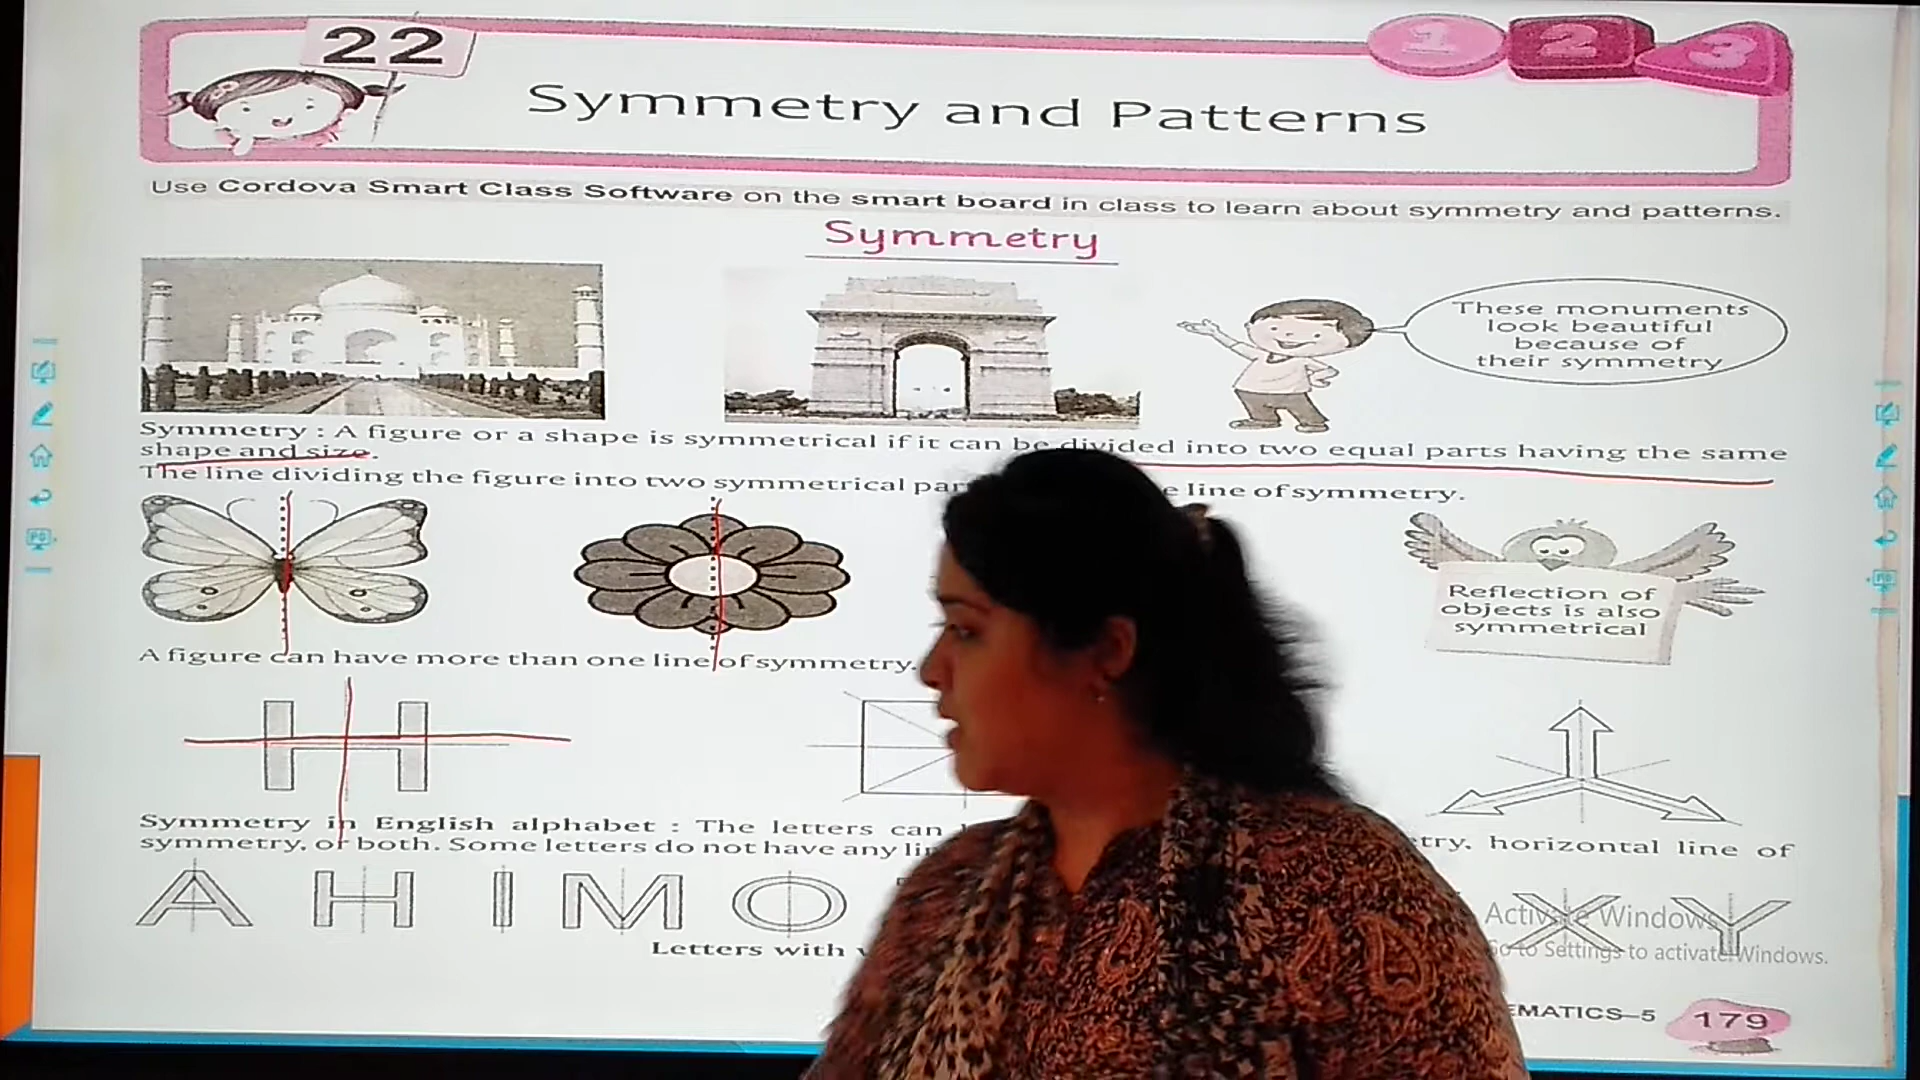 22
1 2 3
Symmetry and Patterns
Use Cordova Smart Class Software on the smart board in class to learn about symmetry and patterns.
Symmetry
These monuments
look beautiful
because of
their symmetry
Symmetry : A figure or a shape is symmetrical if it can be divided into two equal parts having the same
shape and size.
The line dividing the figure into two symmetrical line of symmetry.
Reflection of
objects is also
symmetrical
A figure can have more than one line of symmetry.
H
Symmetry in English alphabet : The letters can horizontal line of
symmetry, or both. Some letters do not have any
A H I M O X Y
Letters with
Activate Windows
Go to Settings to activate Windows.
179